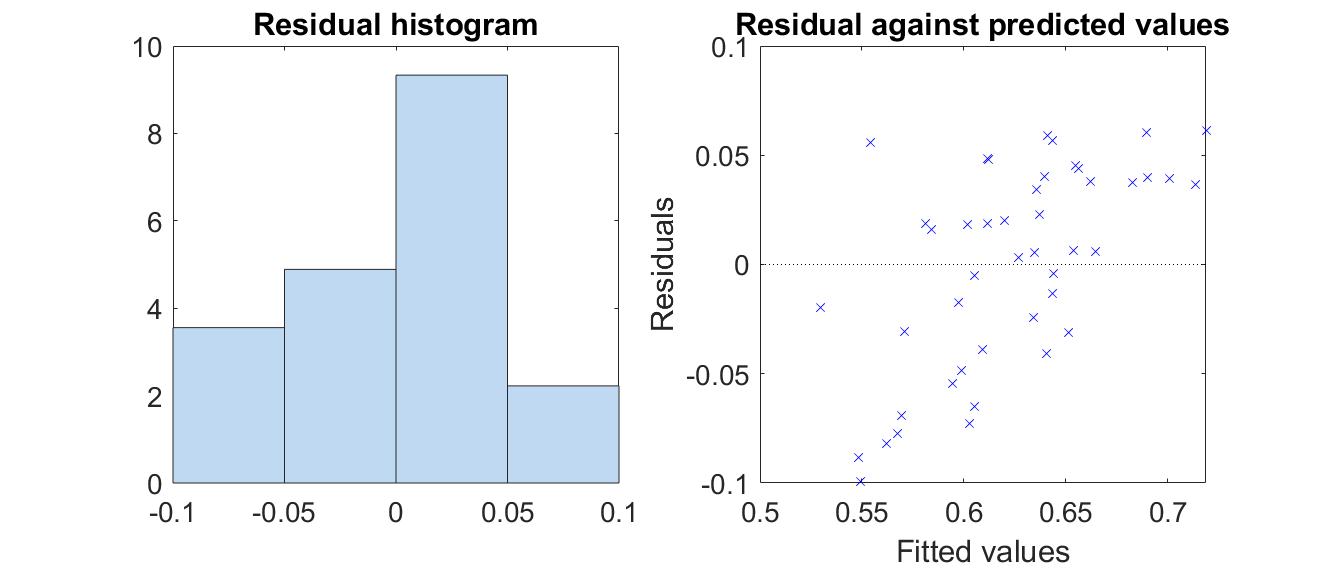 Residual histogram
10
8
6
4
2
0
-0.1 -0.05 0 0.05 0.1
Residual against predicted values
0.1
0.05
0
-0.05
-0.1
Residuals
0.5 0.55 0.6 0.65 0.7
Fitted values